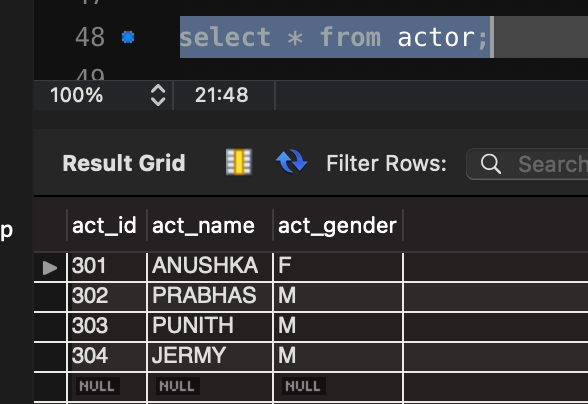 48 select * from actor;
49
100% 21:48
Result Grid Filter Rows: Search
p
act_id act_name act_gender
301 ANUSHKA F
302 PRABHAS M
303 PUNITH M
304 JERMY M
NULL NULL NULL